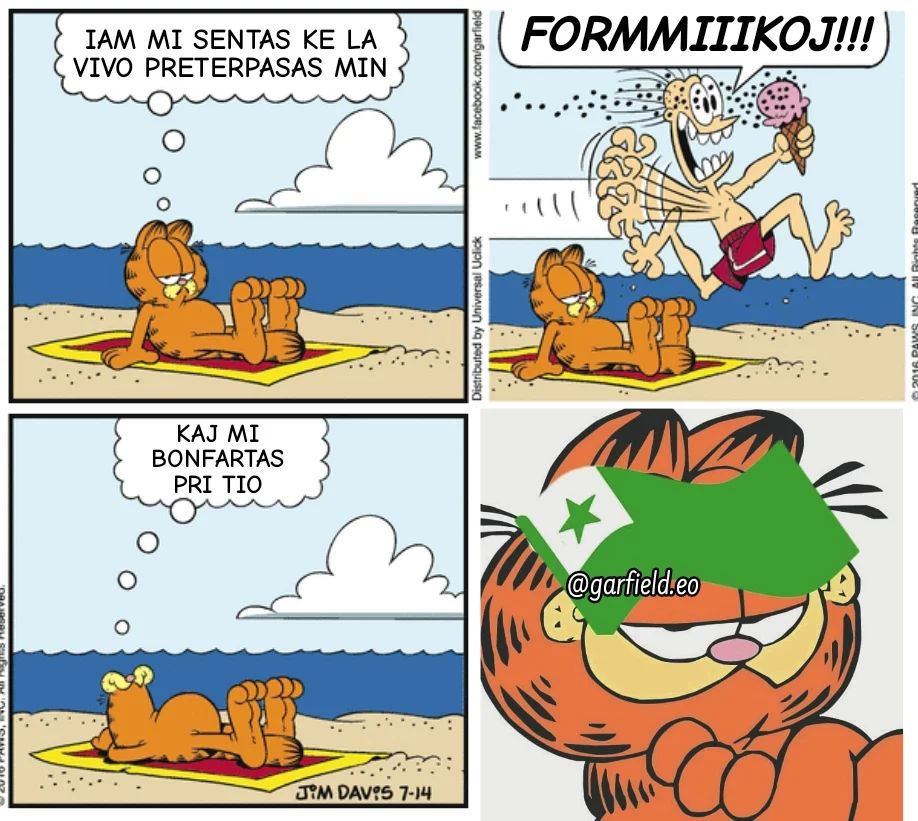 IAM MI SENTAS KE LA
VIVO PRETERPASAS MIN
www.facebook.com/garfield
Distributed by Universal Uclick
FORMMIIIKOJ!!!
© 2016 PAWS, INC. All Rights Reserved.
KAJ MI
BONFARTAS
PRI TIO
© 2016 PAWS, INC. All Rights Reserved.
JIM DAVIS 7-14
@garfield.eo